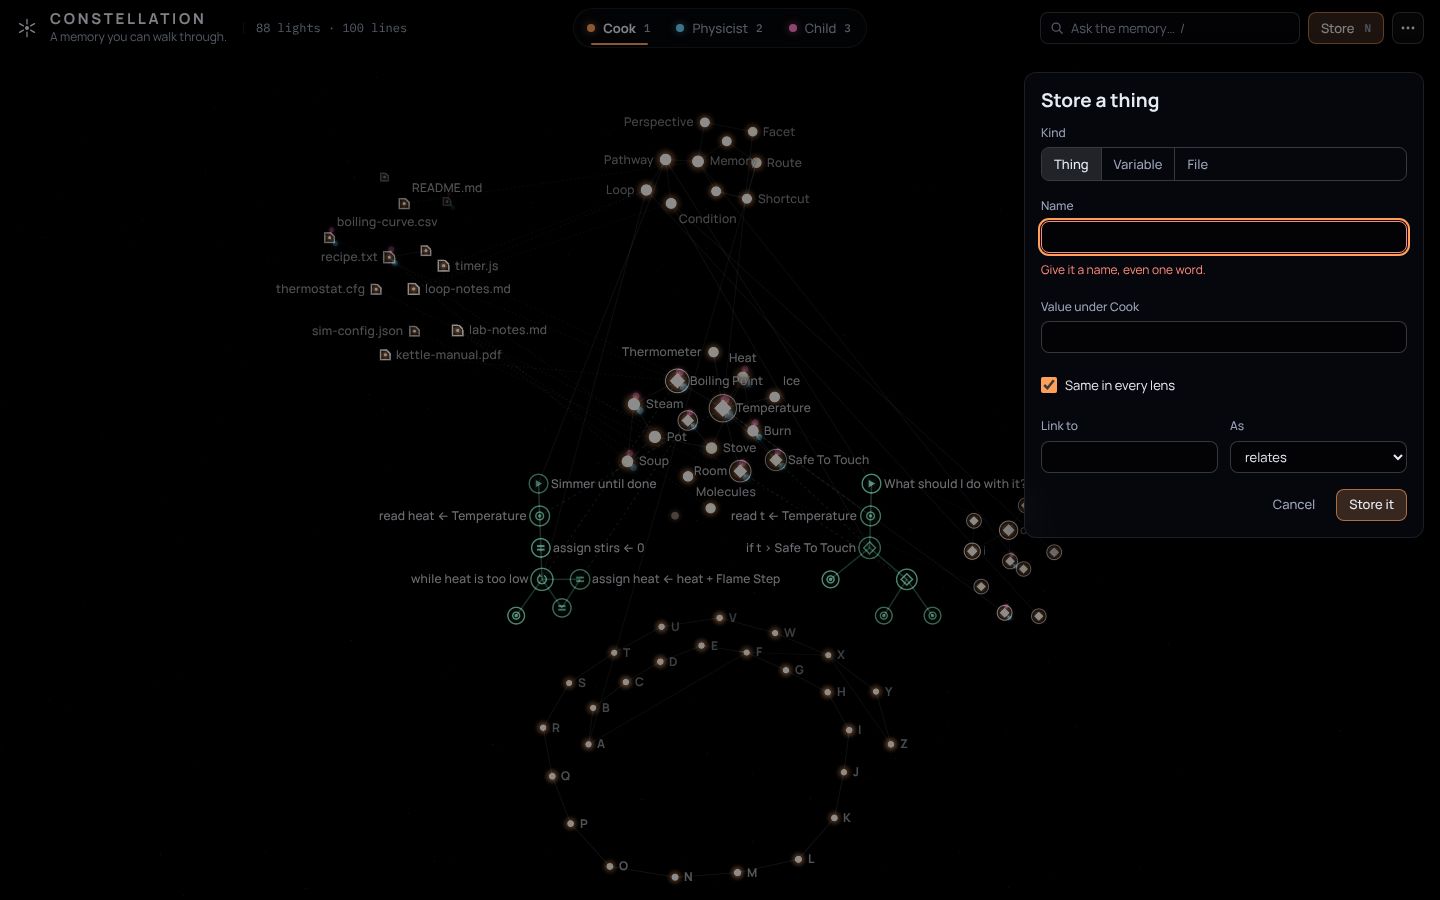 CONSTELLATION
A memory you can walk through.
88 lights · 100 lines
Cook 1
Physicist 2
Child 3
Ask the memory... /
Store N
Store a thing
Kind
Thing
Variable
File
Name
Give it a name, even one word.
Value under Cook
Same in every lens
Link to
As
relates
Cancel
Store it
Perspective
Facet
Pathway
Memory
Route
Loop
Shortcut
Condition
README.md
boiling-curve.csv
recipe.txt
timer.js
thermostat.cfg
loop-notes.md
sim-config.json
lab-notes.md
kettle-manual.pdf
Thermometer
Heat
Boiling Point
Ice
Steam
Temperature
Pot
Burn
Stove
Soup
Room
Safe To Touch
Molecules
Simmer until done
What should I do with it?
read heat ← Temperature
read t ← Temperature
assign stirs ← 0
if t > Safe To Touch
while heat is too low
assign heat ← heat + Flame Step
V
U
W
T
E
F
X
D
G
S
C
H
Y
B
R
A
I
Z
Q
J
P
K
O
N
M
L